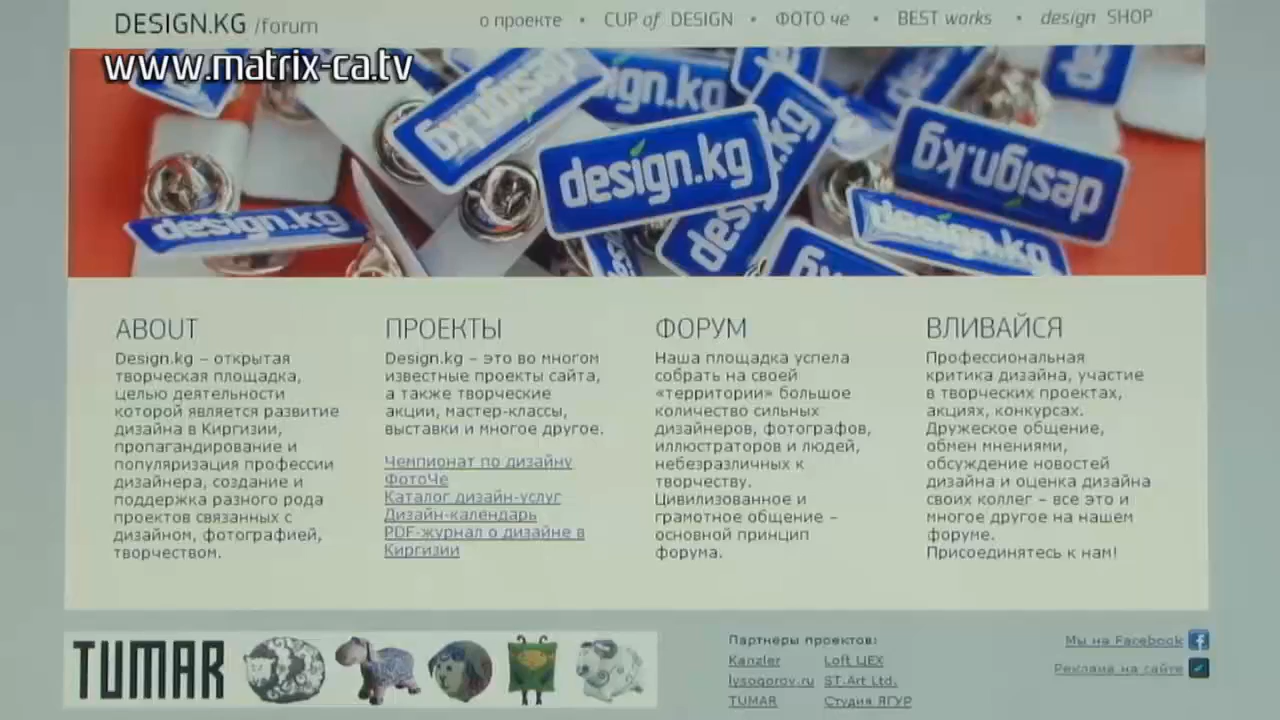 DESIGN.KG /forum
о проекте • CUP of DESIGN • ФОТО че • BEST works • design SHOP
www.matrix-ca.tv
design.kg
design.kg
design.kg
design.kg
design.kg
ABOUT
Design.kg – открытая
творческая площадка,
целью деятельности
которой является развитие
дизайна в Киргизии,
пропагандирование и
популяризация профессии
дизайнера, создание и
поддержка разного рода
проектов связанных с
дизайном, фотографией,
творчеством.
ПРОЕКТЫ
Design.kg – это во многом
известные проекты сайта,
а также творческие
акции, мастер-классы,
выставки и многое другое.
Чемпионат по дизайну
ФотоЧе
Каталог дизайн-услуг
Дизайн-календарь
PDF-журнал о дизайне в
Киргизии
ФОРУМ
Наша площадка успела
собрать на своей
«территории» большое
количество сильных
дизайнеров, фотографов,
иллюстраторов и людей,
небезразличных к
творчеству.
Цивилизованное и
грамотное общение –
основной принцип
форума.
ВЛИВАЙСЯ
Профессиональная
критика дизайна, участие
в творческих проектах,
акциях, конкурсах.
Дружеское общение,
обмен мнениями,
обсуждение новостей
дизайна и оценка дизайна
своих коллег – все это и
многое другое на нашем
форуме.
Присоединятесь к нам!
TUMAR
Партнеры проектов:
Kanzler
lysogorov.ru
TUMAR
Loft ЦЕХ
ST.Art Ltd.
Студия ЯГУР
Мы на Facebook
Реклама на сайте